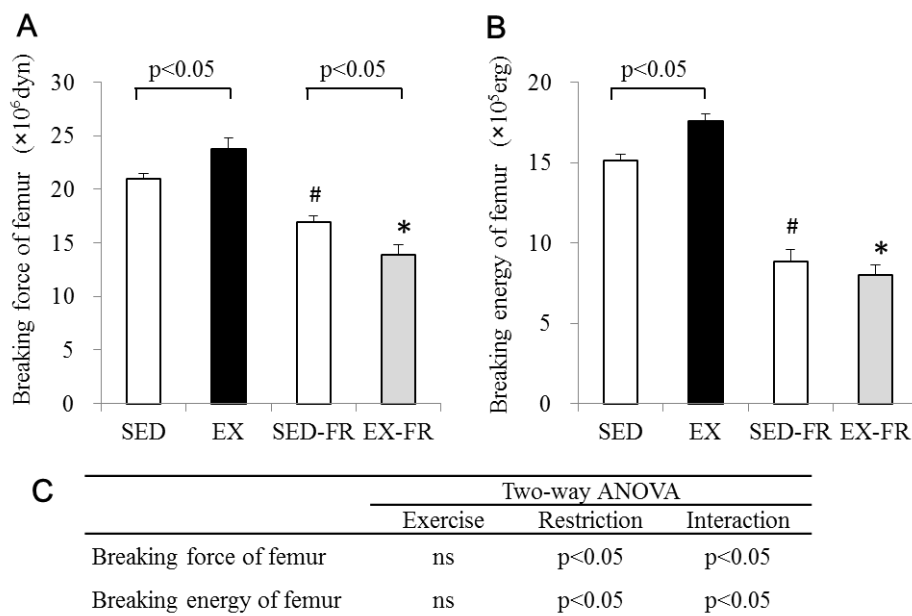 A
Breaking force of femur (×10⁶dyn)
30
25
20
15
10
5
0
p<0.05
p<0.05
#
*
SED EX SED-FR EX-FR
B
Breaking energy of femur (×10⁵erg)
20
15
10
5
0
p<0.05
#
*
SED EX SED-FR EX-FR
C
Two-way ANOVA
Exercise Restriction Interaction
Breaking force of femur ns p<0.05 p<0.05
Breaking energy of femur ns p<0.05 p<0.05